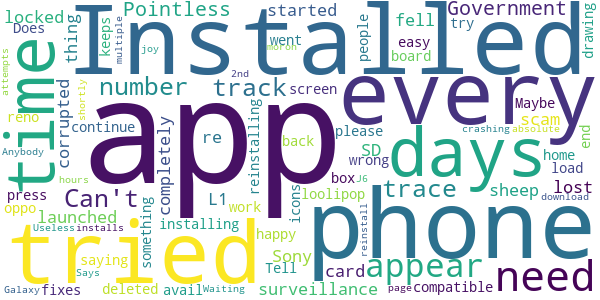 locked Pointless started Installed fell Government
Does thing keeps multiple joy went moron people easy board try drawing
time number track screen every
attempts reno corrupted completely shortly app 2nd re back reinstalling please SD days Maybe scam crashing absolute end
continue wrong home load
Anybody press Can't L1 box J6 trace sheep lost
oppo hours launched icons loolipop phone reinstall work download
Useless installs something installing
tried happy Sony appear need
saying Tell card
Says deleted avail Waiting surveillance page compatible
Galaxy fixes